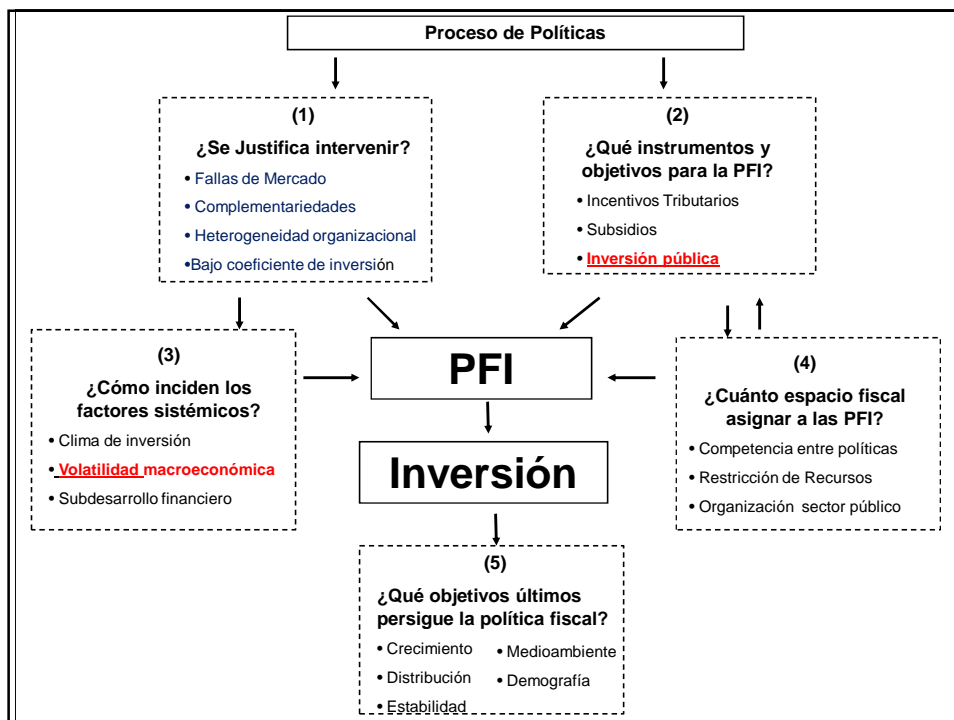 Proceso de Políticas
(1)
¿Se Justifica intervenir?
• Fallas de Mercado
• Complementariedades
• Heterogeneidad organizacional
•Bajo coeficiente de inversión
(2)
¿Qué instrumentos y
objetivos para la PFI?
• Incentivos Tributarios
• Subsidios
• Inversión pública
(3)
¿Cómo inciden los
factores sistémicos?
• Clima de inversión
• Volatilidad macroeconómica
• Subdesarrollo financiero
PFI
Inversión
(4)
¿Cuánto espacio fiscal
asignar a las PFI?
• Competencia entre políticas
• Restricción de Recursos
• Organización sector público
(5)
¿Qué objetivos últimos
persigue la política fiscal?
• Crecimiento
• Distribución
• Estabilidad
• Medioambiente
• Demografía